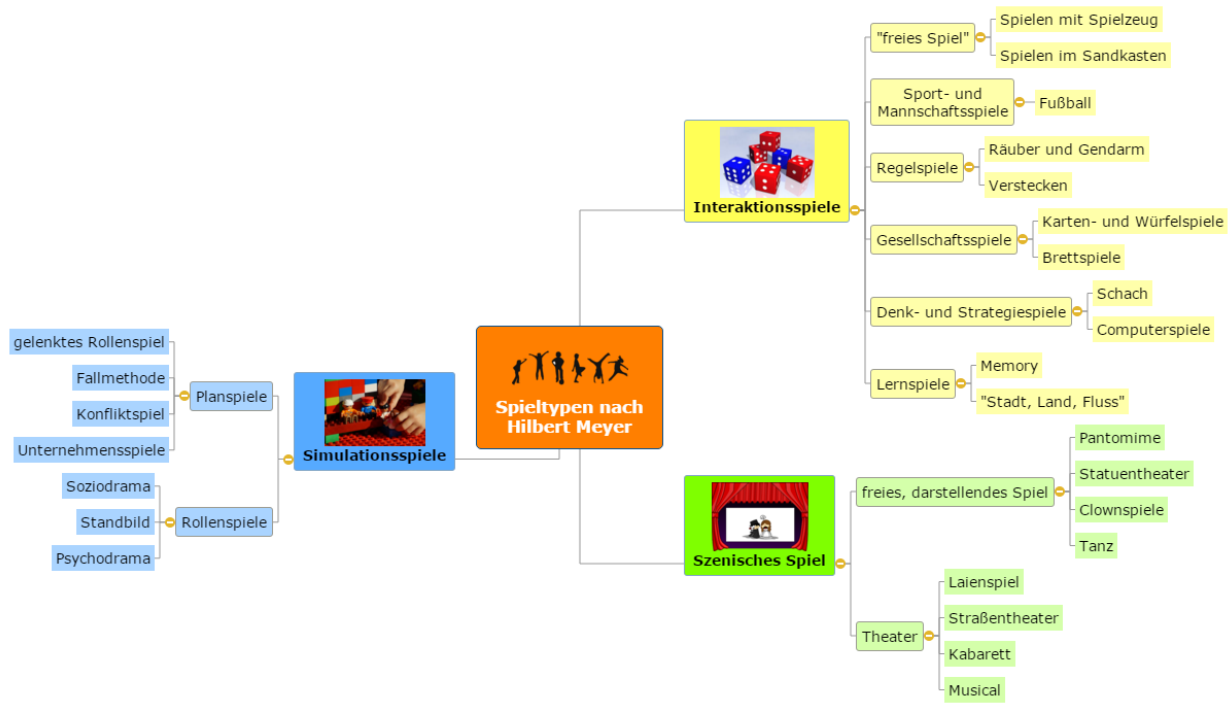 Spieltypen nach
Hilbert Meyer
Interaktionsspiele
"freies Spiel"
Spielen mit Spielzeug
Spielen im Sandkasten
Sport- und
Mannschaftsspiele
Fußball
Regelspiele
Räuber und Gendarm
Verstecken
Gesellschaftsspiele
Karten- und Würfelspiele
Brettspiele
Denk- und Strategiespiele
Schach
Computerspiele
Lernspiele
Memory
"Stadt, Land, Fluss"
Szenisches Spiel
freies, darstellendes Spiel
Pantomime
Statuentheater
Clownspiele
Tanz
Theater
Laienspiel
Straßentheater
Kabarett
Musical
Simulationsspiele
Planspiele
gelenktes Rollenspiel
Fallmethode
Konfliktspiel
Unternehmensspiele
Rollenspiele
Soziodrama
Standbild
Psychodrama